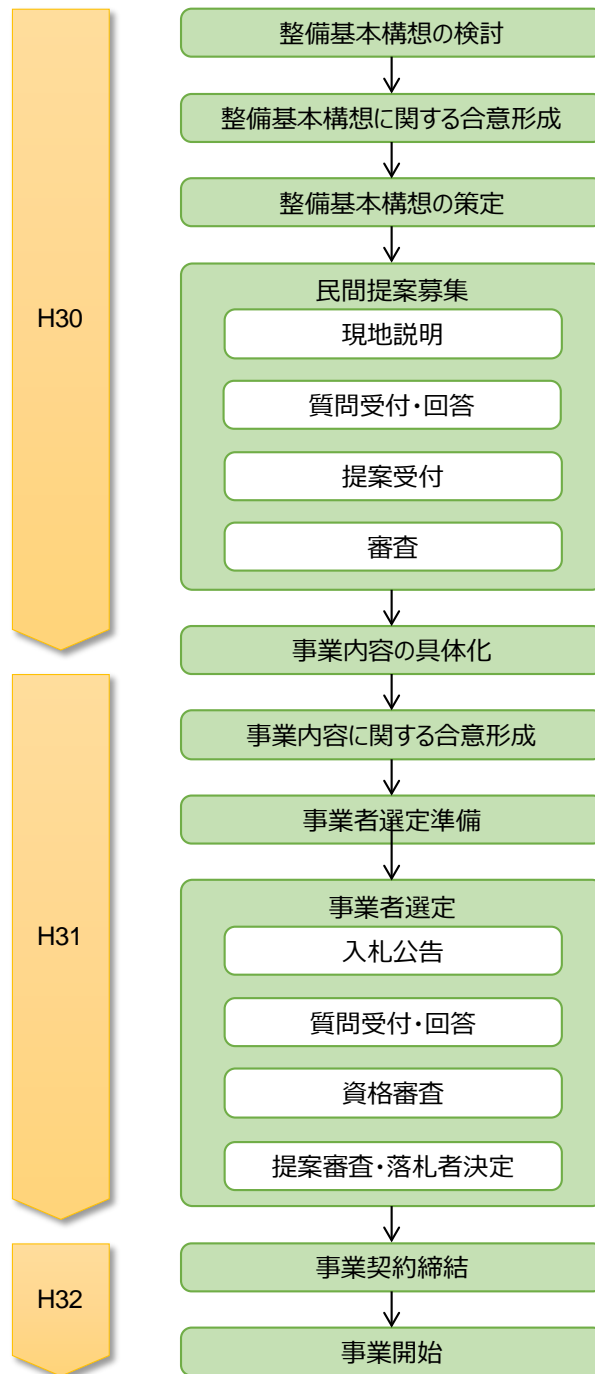 整備基本構想の検討
整備基本構想に関する合意形成
整備基本構想の策定
H30
民間提案募集
現地説明
質問受付・回答
提案受付
審査
事業内容の具体化
事業内容に関する合意形成
事業者選定準備
H31
事業者選定
入札公告
質問受付・回答
資格審査
提案審査・落札者決定
H32
事業契約締結
事業開始